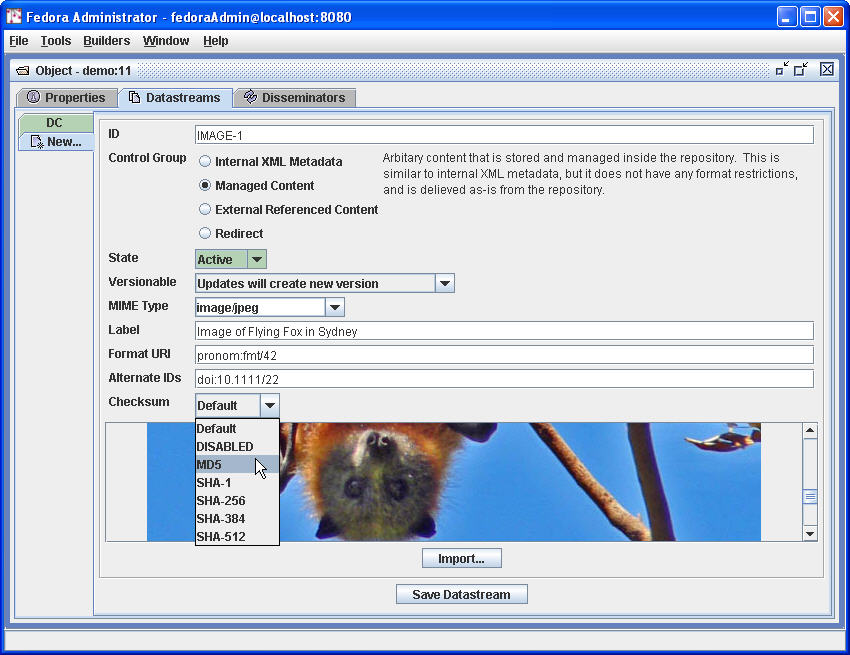 Fedora Administrator - fedoraAdmin@localhost:8080
File Tools Builders Window Help
Object - demo:11
Properties Datastreams Disseminators
DC
New...
ID IMAGE-1
Control Group
Internal XML Metadata
Managed Content
External Referenced Content
Redirect
Arbitary content that is stored and managed inside the repository. This is
similar to internal XML metadata, but it does not have any format restrictions,
and is delieved as-is from the repository.
State Active
Versionable Updates will create new version
MIME Type image/jpeg
Label Image of Flying Fox in Sydney
Format URI pronom:fmt/42
Alternate IDs doi:10.1111/22
Checksum Default
Default
DISABLED
MD5
SHA-1
SHA-256
SHA-384
SHA-512
Import...
Save Datastream